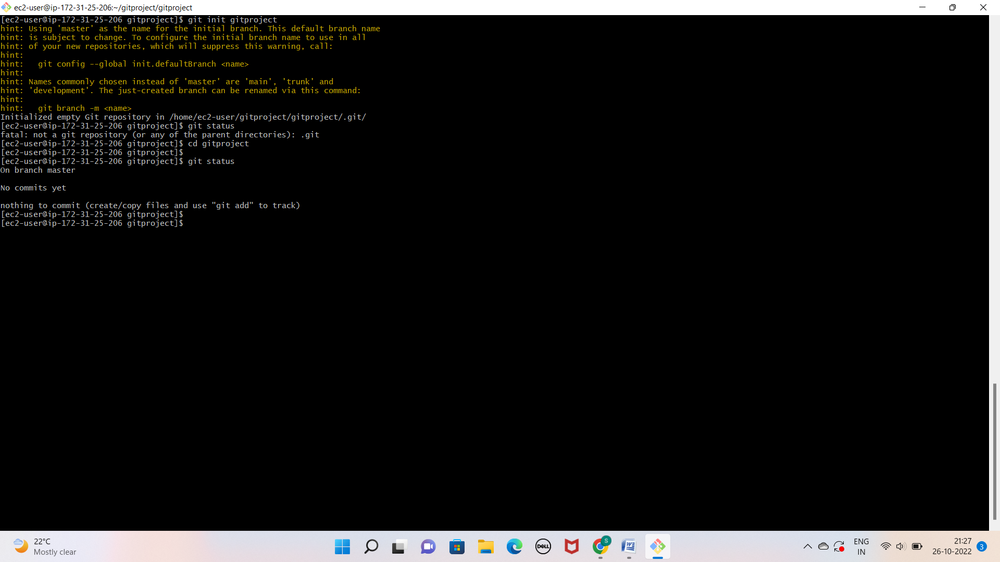 ec2-user@ip-172-31-25-206:~/gitproject/gitproject
[ec2-user@ip-172-31-25-206 gitproject]$ git init gitproject
hint: Using 'master' as the name for the initial branch. This default branch name
hint: is subject to change. To configure the initial branch name to use in all
hint: of your new repositories, which will suppress this warning, call:
hint:
hint:   git config --global init.defaultBranch <name>
hint:
hint: Names commonly chosen instead of 'master' are 'main', 'trunk' and
hint: 'development'. The just-created branch can be renamed via this command:
hint:
hint:   git branch -m <name>
Initialized empty Git repository in /home/ec2-user/gitproject/gitproject/.git/
[ec2-user@ip-172-31-25-206 gitproject]$ git status
fatal: not a git repository (or any of the parent directories): .git
[ec2-user@ip-172-31-25-206 gitproject]$ cd gitproject
[ec2-user@ip-172-31-25-206 gitproject]$
[ec2-user@ip-172-31-25-206 gitproject]$ git status
On branch master
No commits yet
nothing to commit (create/copy files and use "git add" to track)
[ec2-user@ip-172-31-25-206 gitproject]$
[ec2-user@ip-172-31-25-206 gitproject]$
22°C
Mostly clear
DELL
S
W
ENG
IN
21:27
26-10-2022
3